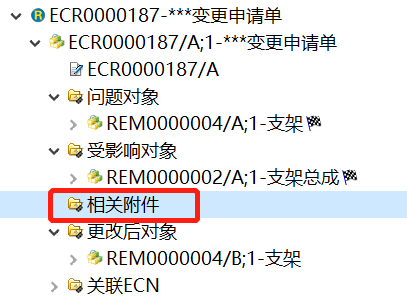 ECR0000187-***变更申请单
ECR0000187/A;1-***变更申请单
ECR0000187/A
问题对象
REM0000004/A;1-支架
受影响对象
REM0000002/A;1-支架总成
相关附件
更改后对象
REM0000004/B;1-支架
关联ECN